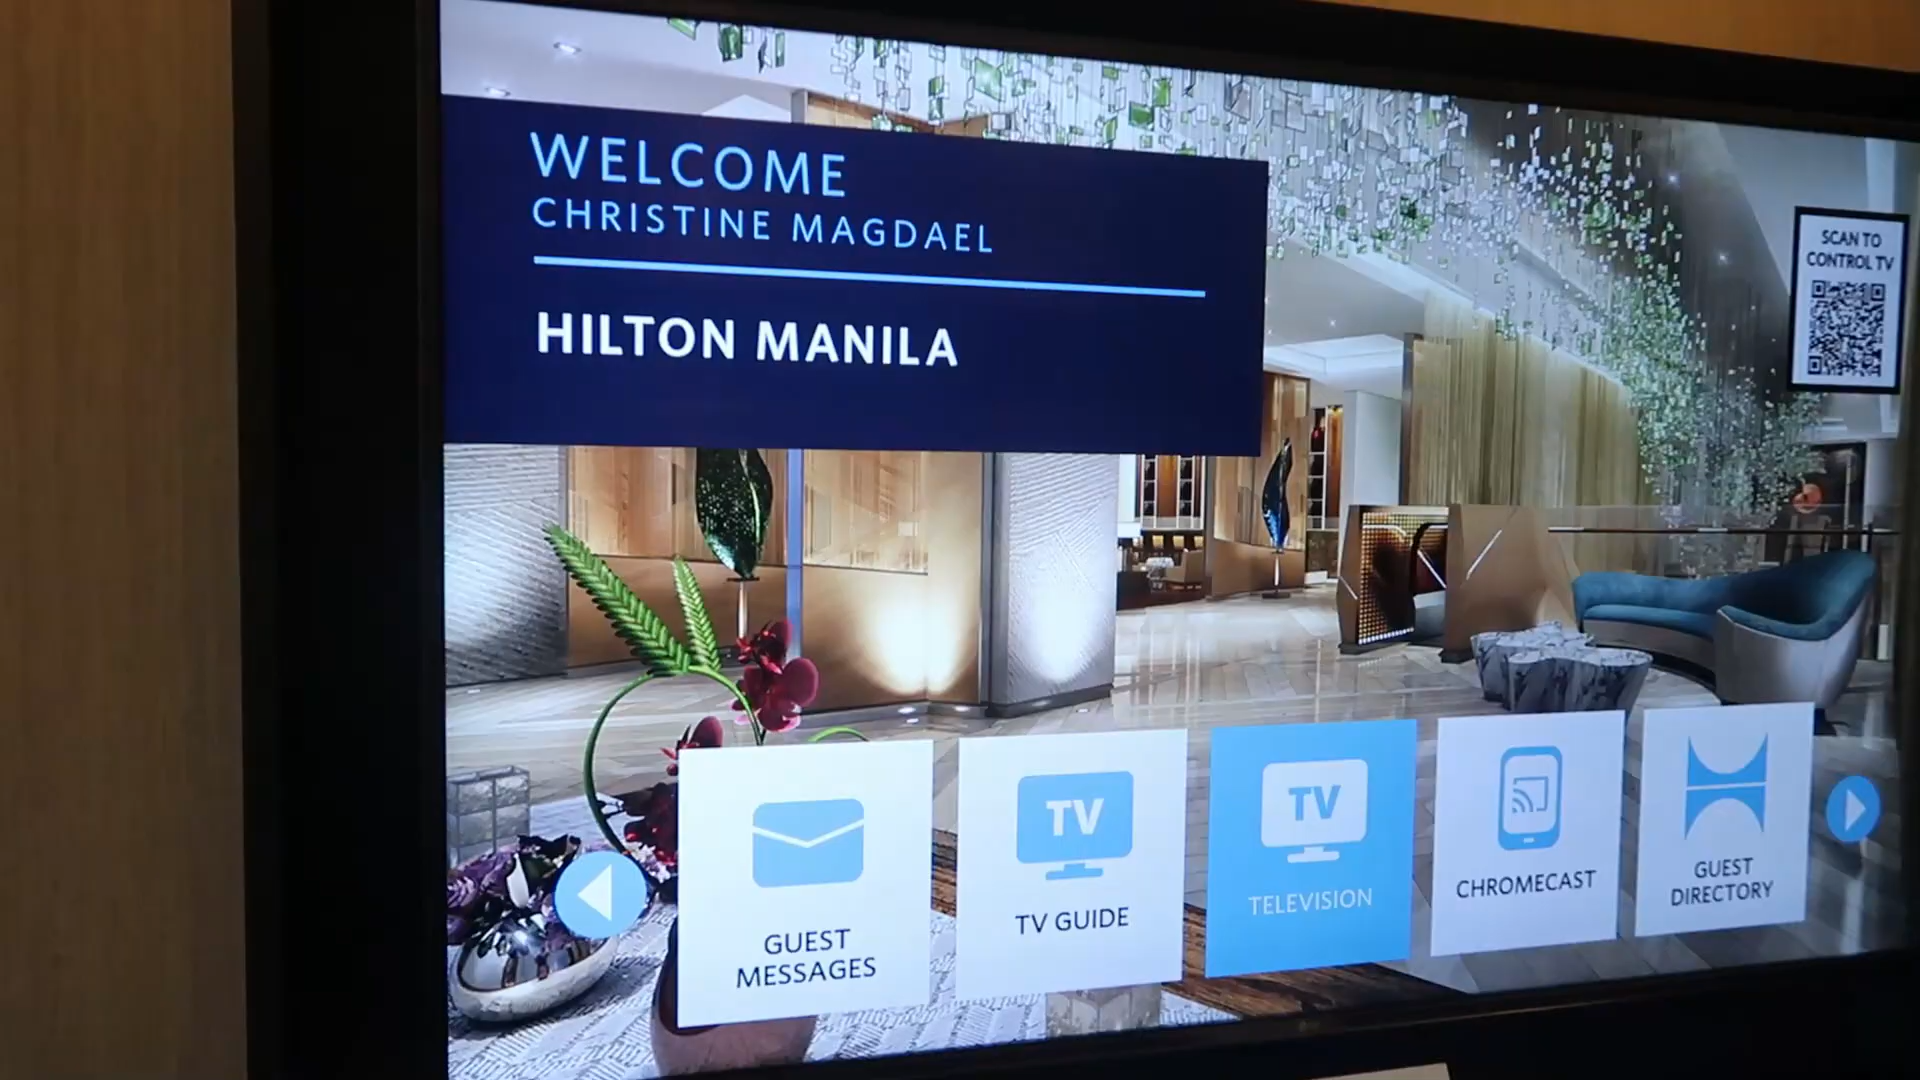 WELCOME
CHRISTINE MAGDAEL
HILTON MANILA
SCAN TO
CONTROL TV
TV
TV
GUEST
MESSAGES
TV GUIDE
TELEVISION
CHROMECAST
GUEST
DIRECTORY